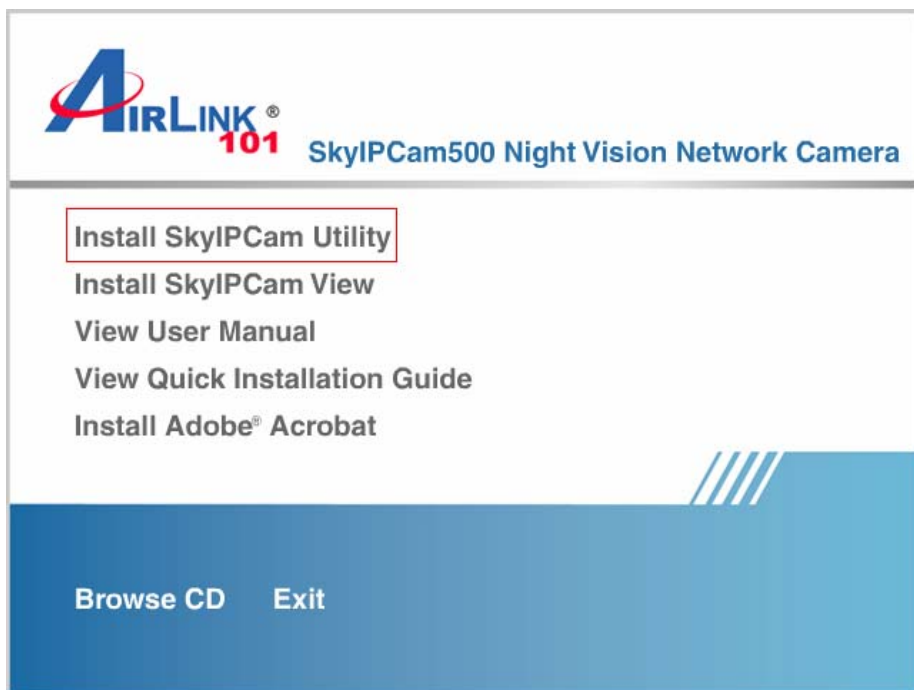 AIRLINK®
101
SkyIPCam500 Night Vision Network Camera
Install SkyIPCam Utility
Install SkyIPCam View
View User Manual
View Quick Installation Guide
Install Adobe® Acrobat
Browse CD Exit